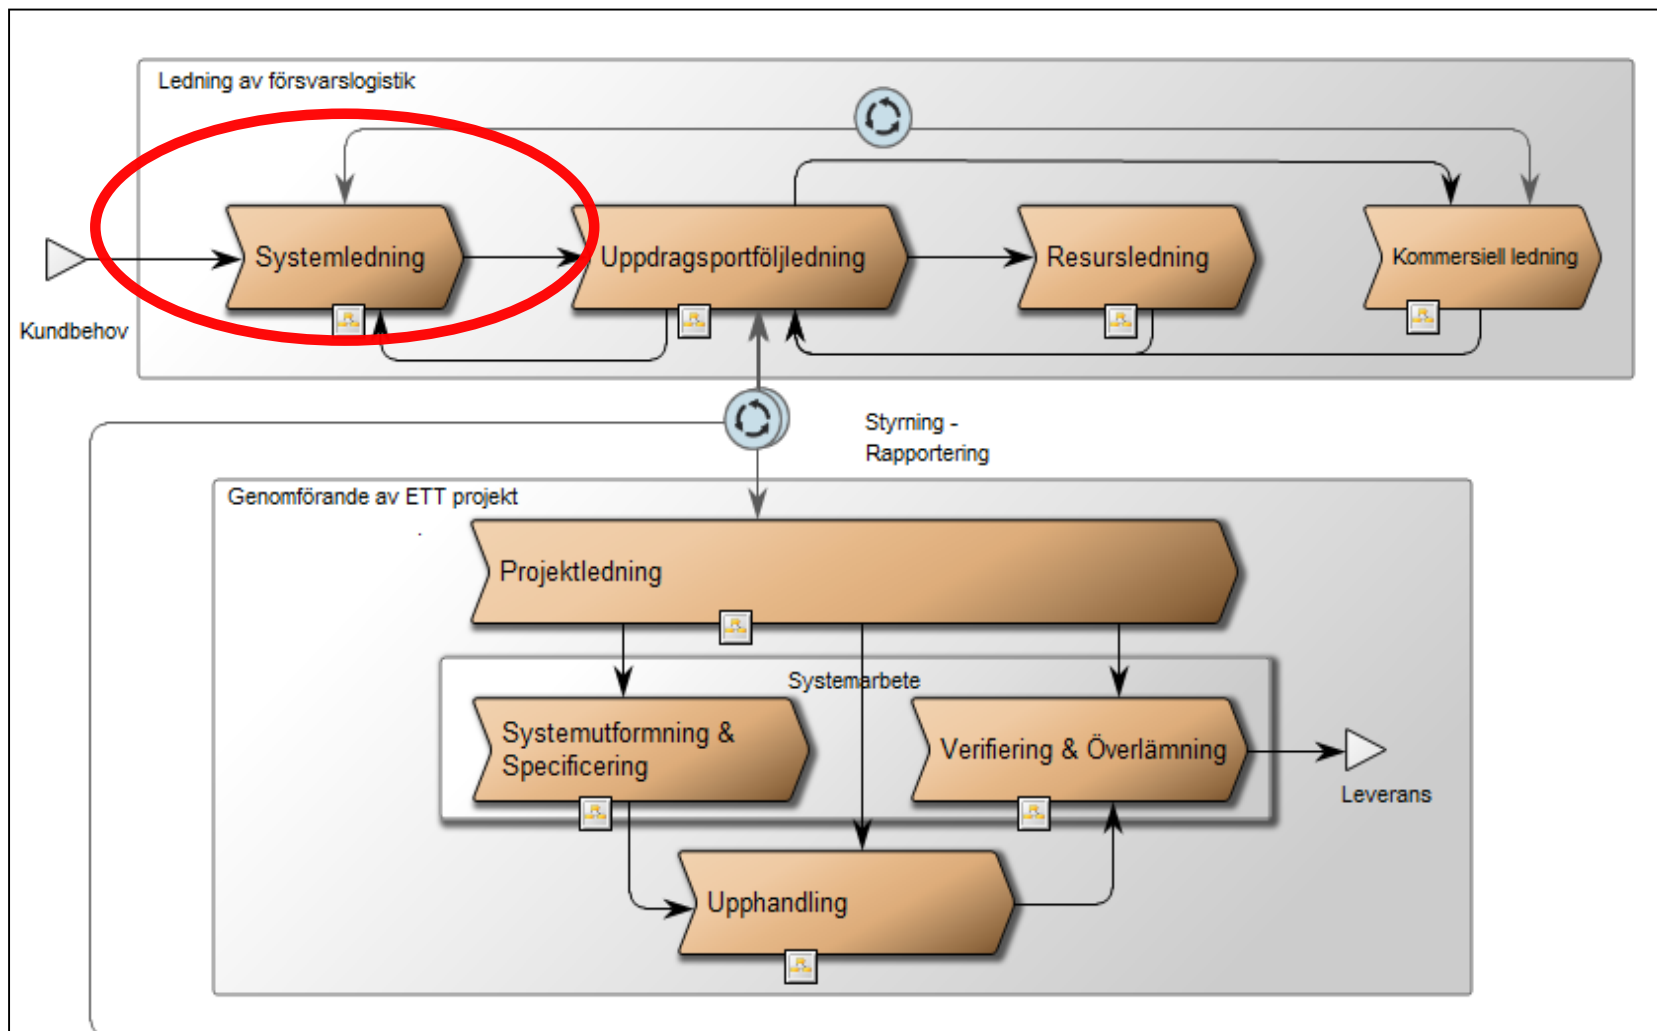 Ledning av försvarslogistik
Systemledning
Uppdragsportföljledning
Resursledning
Kommersiell ledning
Kundbehov
Styrning -
Rapportering
Genomförande av ETT projekt
.
Projektledning
Systemarbete
Systemutformning &
Specificering
Verifiering & Överlämning
Leverans
Upphandling